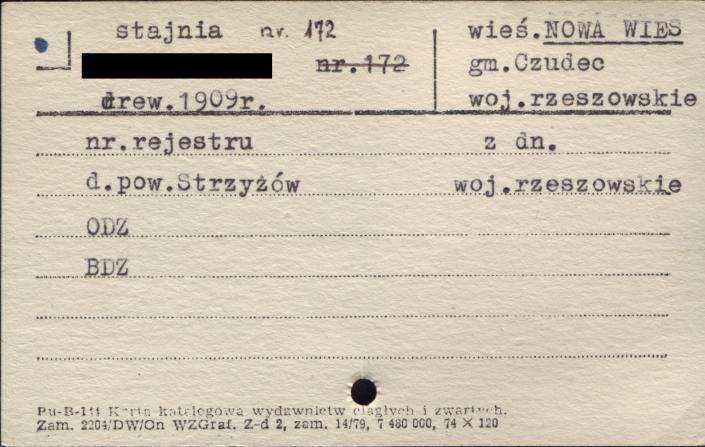 stajnia nr. 172 wieś.NOWA WIES
nr.172 gm.Czudec
drew.1909r. woj.rzeszowskie
nr.rejestru z dn.
d.pow.Strzyżów woj.rzeszowskie
ODZ
BDZ
Pu-B-144 Karta katalogowa wydawnictw ciągłych i zwartych.
Zam. 2204/DW/On WZGraf. Z-d 2, zam. 14/79, 7 480 000, 74 X 120